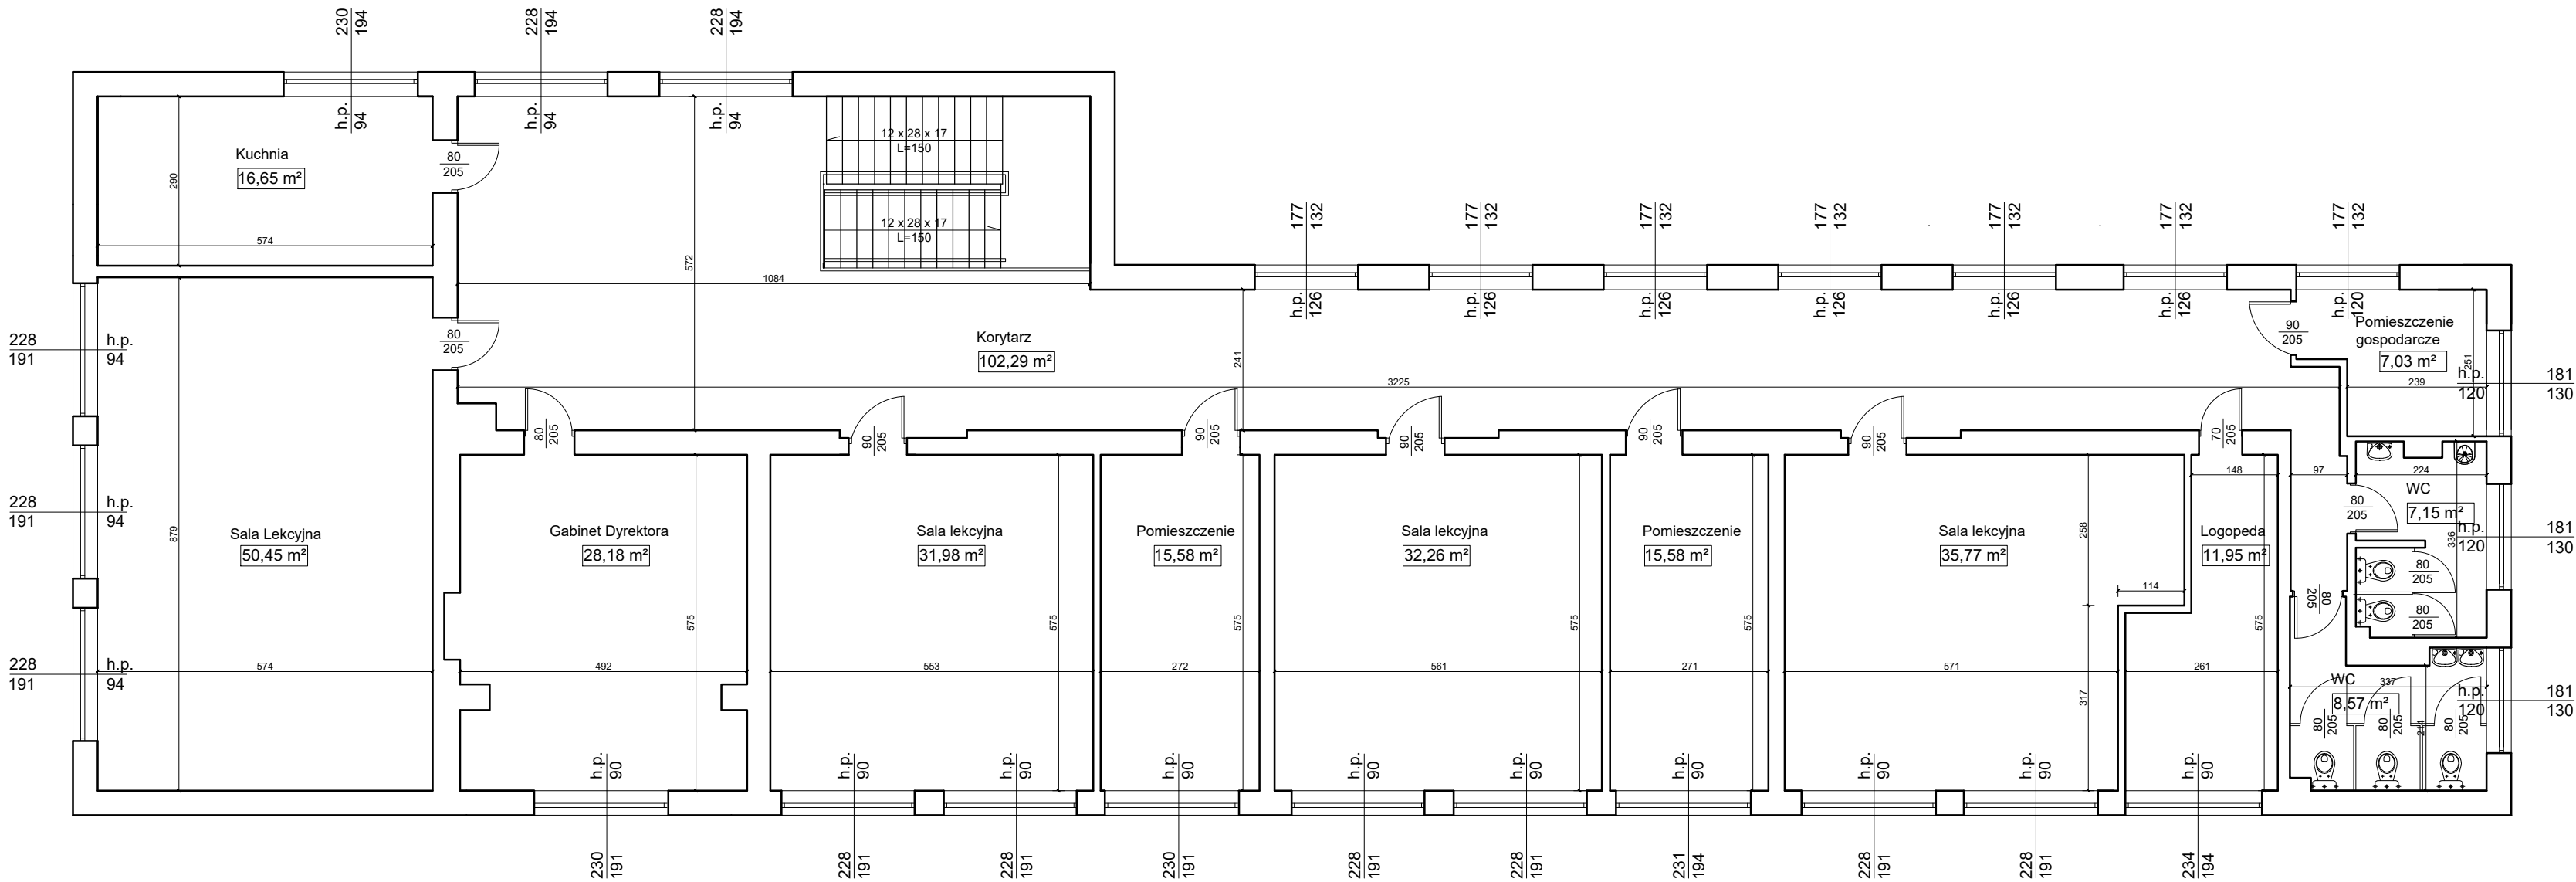 230
194
h.p.
94
228
194
h.p.
94
228
194
h.p.
94
Kuchnia
16,65 m²
290
574
80
205
12 x 28 x 17
L=150
12 x 28 x 17
L=150
572
1084
177
132
h.p.
126
177
132
h.p.
126
177
132
h.p.
126
177
132
h.p.
126
177
132
h.p.
126
177
132
h.p.
126
177
132
h.p.
120
228
191
h.p.
94
228
191
h.p.
94
228
191
h.p.
94
80
205
Korytarz
102,29 m²
241
3225
90
205
Pomieszczenie
gospodarcze
7,03 m²
251
239
h.p.
120
181
130
80
205
90
205
90
205
90
205
90
205
90
205
70
205
879
Sala Lekcyjna
50,45 m²
574
Gabinet Dyrektora
28,18 m²
492
575
Sala lekcyjna
31,98 m²
553
575
Pomieszczenie
15,58 m²
272
575
Sala lekcyjna
32,26 m²
561
575
Pomieszczenie
15,58 m²
271
575
Sala lekcyjna
35,77 m²
258
114
571
317
148
Logopeda
11,95 m²
575
261
97
224
WC
7,15 m²
80
205
336
h.p.
120
181
130
80
205
80
205
80
205
WC
337
8,57 m²
h.p.
120
181
130
80
205
80
205
214
80
205
h.p.
90
h.p.
90
h.p.
90
h.p.
90
h.p.
90
h.p.
90
h.p.
90
h.p.
90
h.p.
90
h.p.
90
230
191
228
191
228
191
230
191
228
191
228
191
231
194
228
191
228
191
234
194